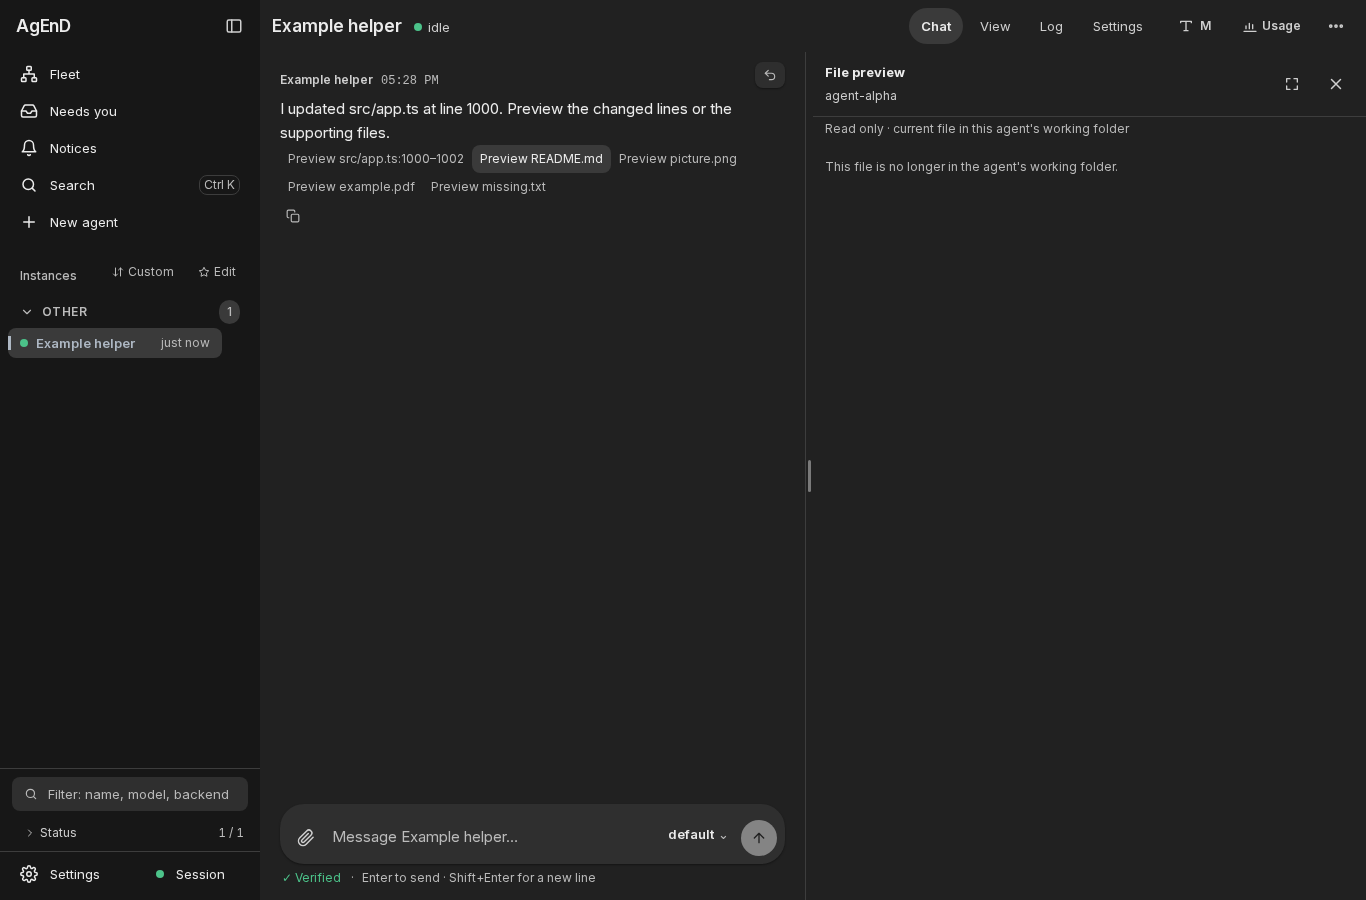 AgEnD
Fleet
Needs you
Notices
Search
Ctrl K
New agent
Instances
Custom
Edit
OTHER
1
Example helper
just now
Filter: name, model, backend
Status
1 / 1
Settings
Session
Example helper
idle
Chat
View
Log
Settings
M
Usage
Example helper 05:28 PM
I updated src/app.ts at line 1000. Preview the changed lines or the
supporting files.
Preview src/app.ts:1000–1002 Preview README.md Preview picture.png
Preview example.pdf Preview missing.txt
Message Example helper...
default
✓ Verified · Enter to send · Shift+Enter for a new line
File preview
agent-alpha
Read only · current file in this agent's working folder
This file is no longer in the agent's working folder.